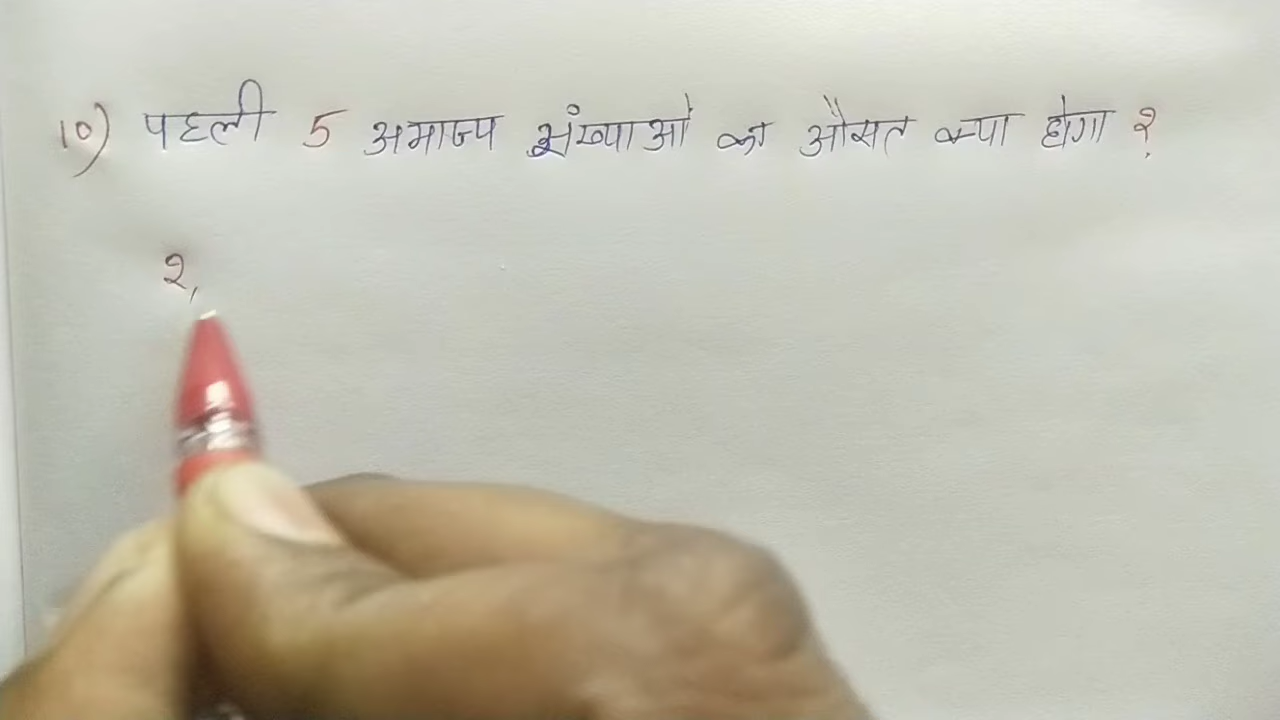 10) पहली 5 अभाज्य संख्याओं का औसत क्या होगा ?
2,